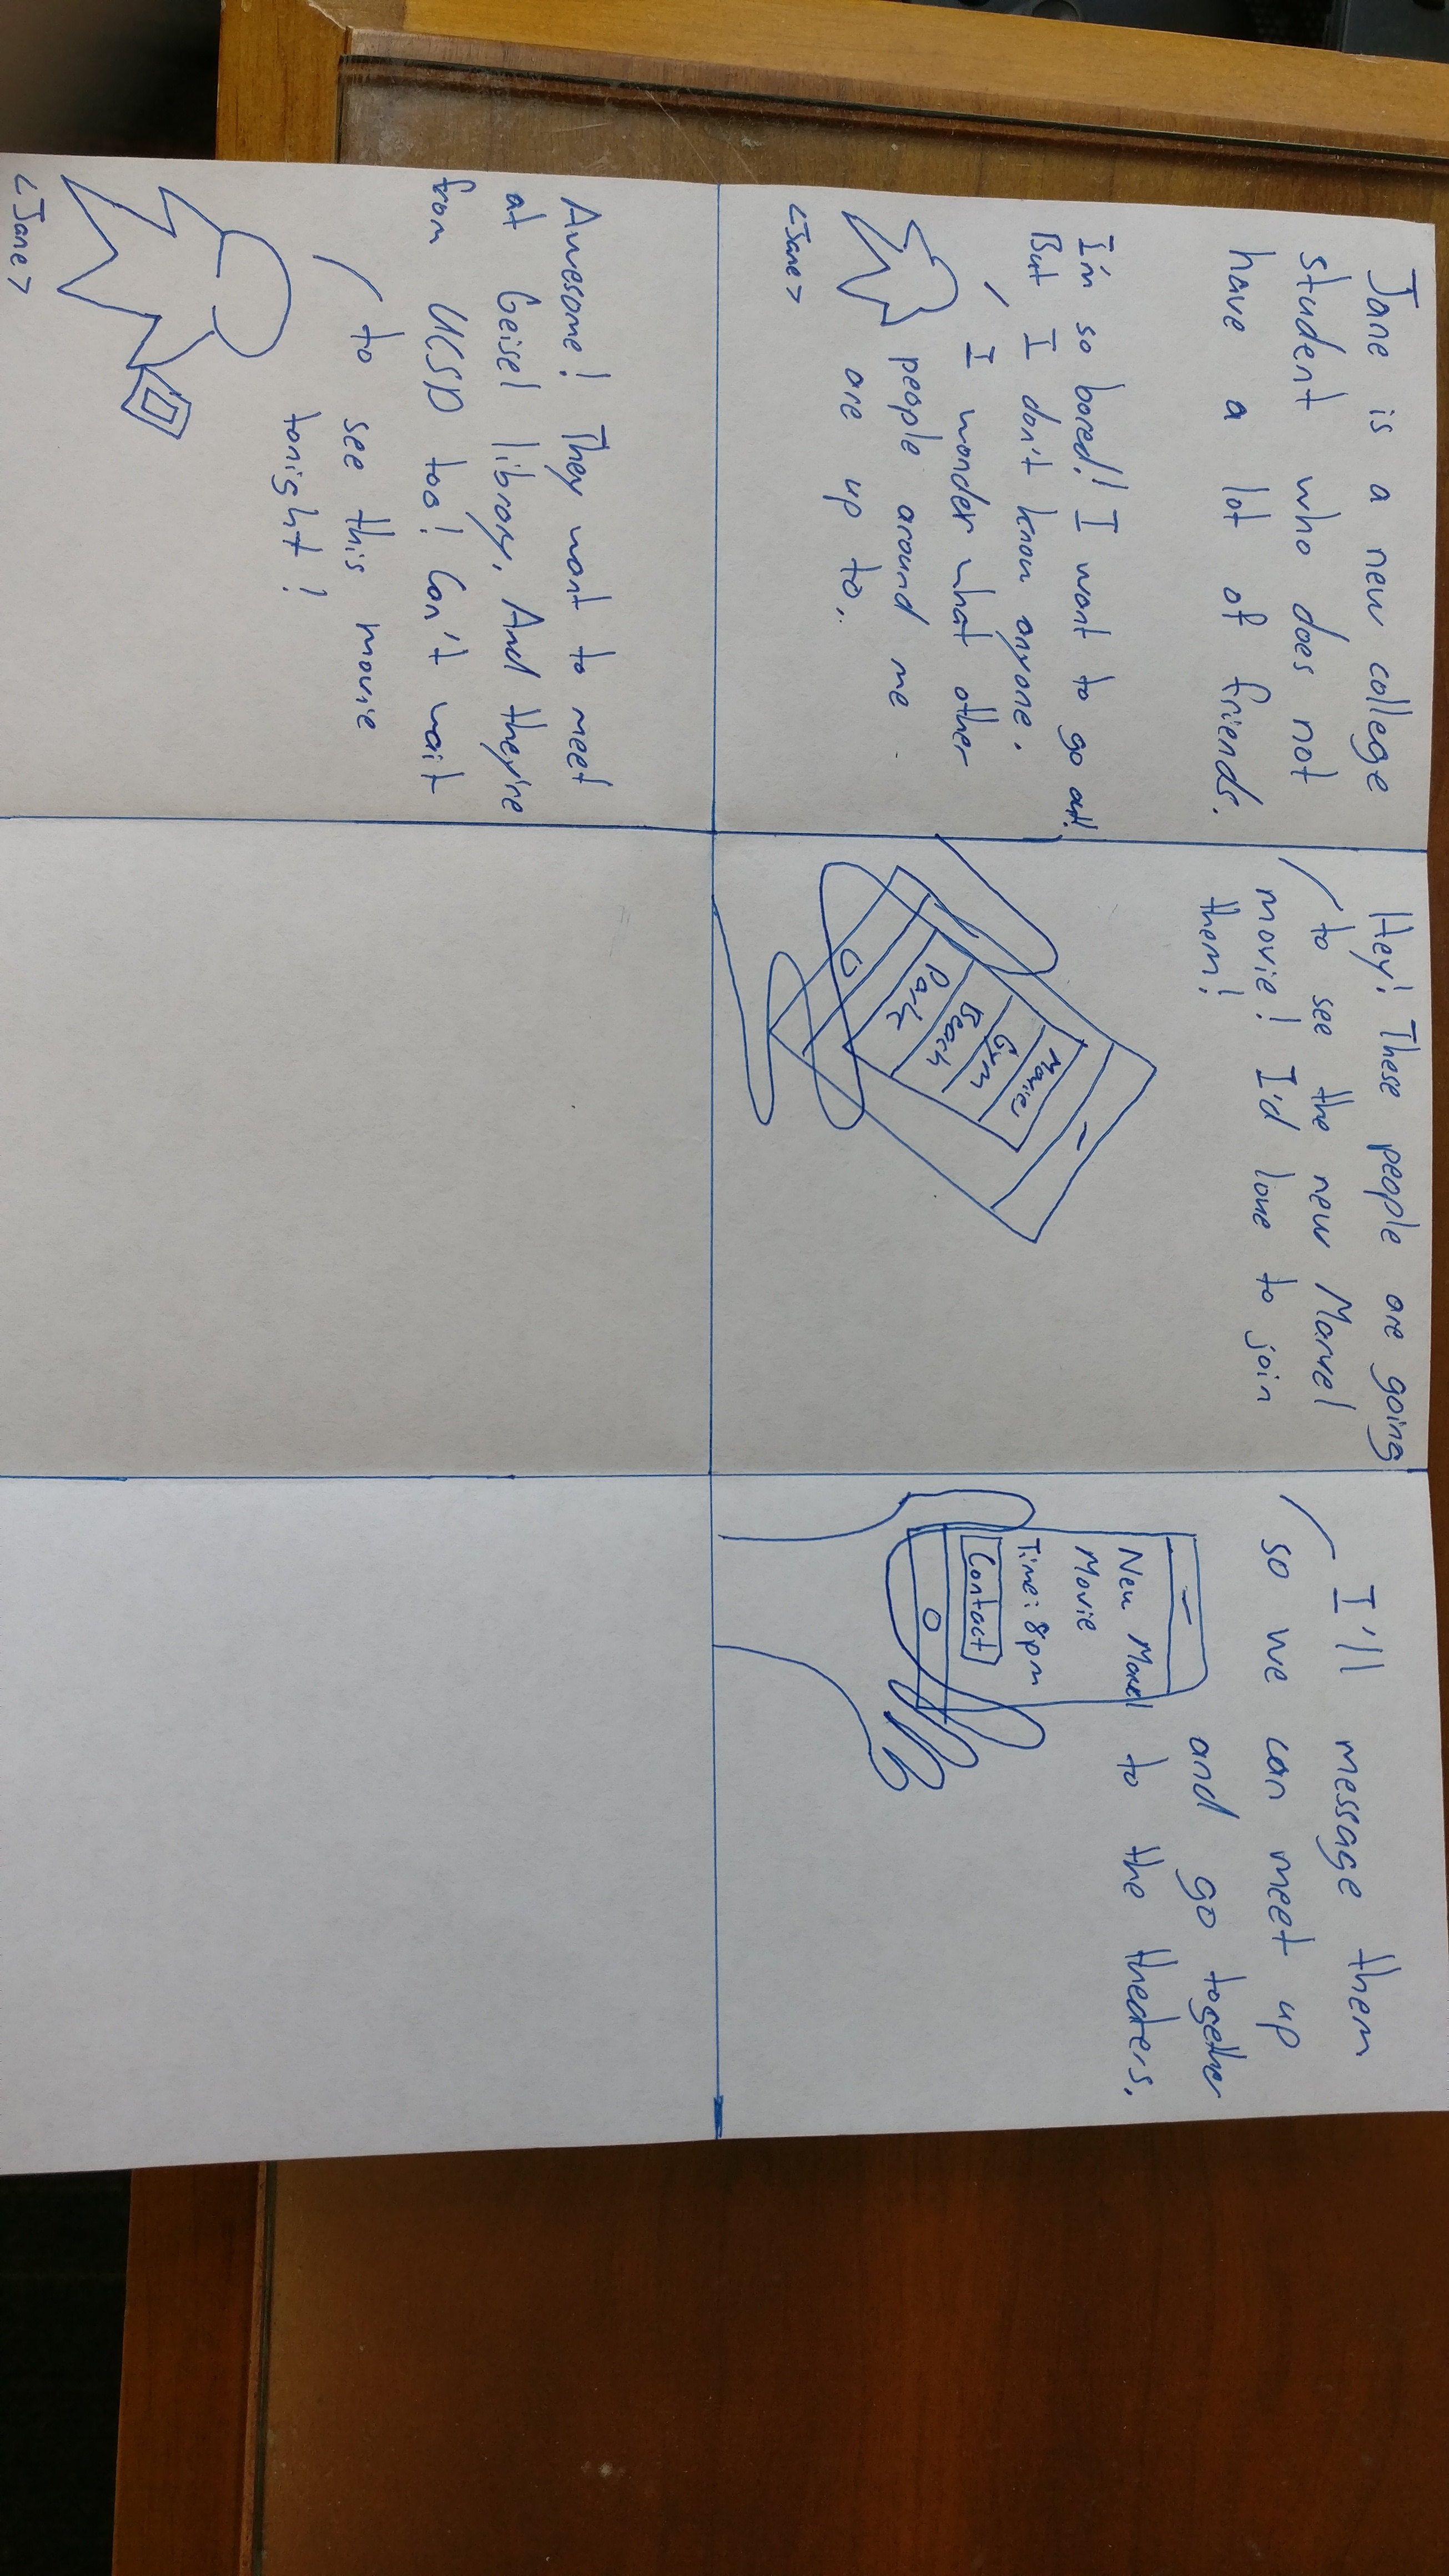 Jane is a new college
student who does not
have a lot of friends.
I'm so bored! I want to go out!
But I don't know anyone.
I wonder what other
people around me
are up to..
<Jane>
Hey! These people are going
to see the new Marvel
movie! I'd love to join
them!
Movies
Gym
Beach
Park
I'll message them
so we can meet up
and go together
to the theaters.
New Marvel
Movie
Time: 8pm
Contact
Awesome! They want to meet
at Geisel library. And they're
from UCSD too! Can't wait
to see this movie
tonight!
<Jane>